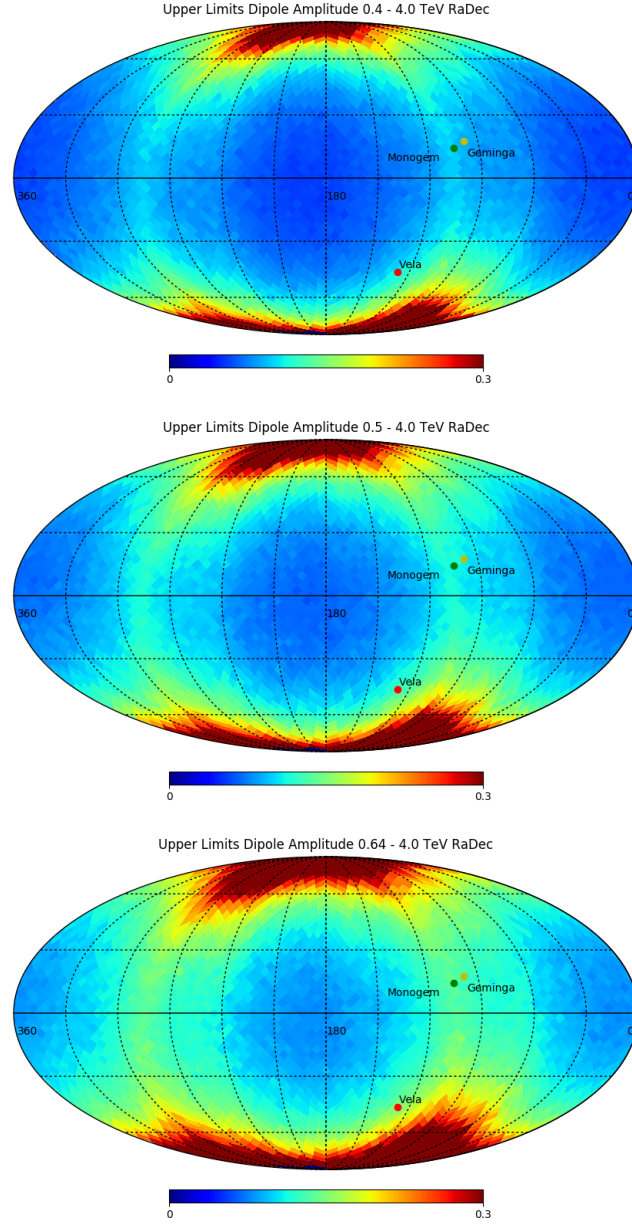 Upper Limits Dipole Amplitude 0.4 - 4.0 TeV RaDec
Monogem
Geminga
360
180
0
Vela
0
0.3
Upper Limits Dipole Amplitude 0.5 - 4.0 TeV RaDec
Monogem
Geminga
360
180
0
Vela
0
0.3
Upper Limits Dipole Amplitude 0.64 - 4.0 TeV RaDec
Monogem
Geminga
360
180
0
Vela
0
0.3